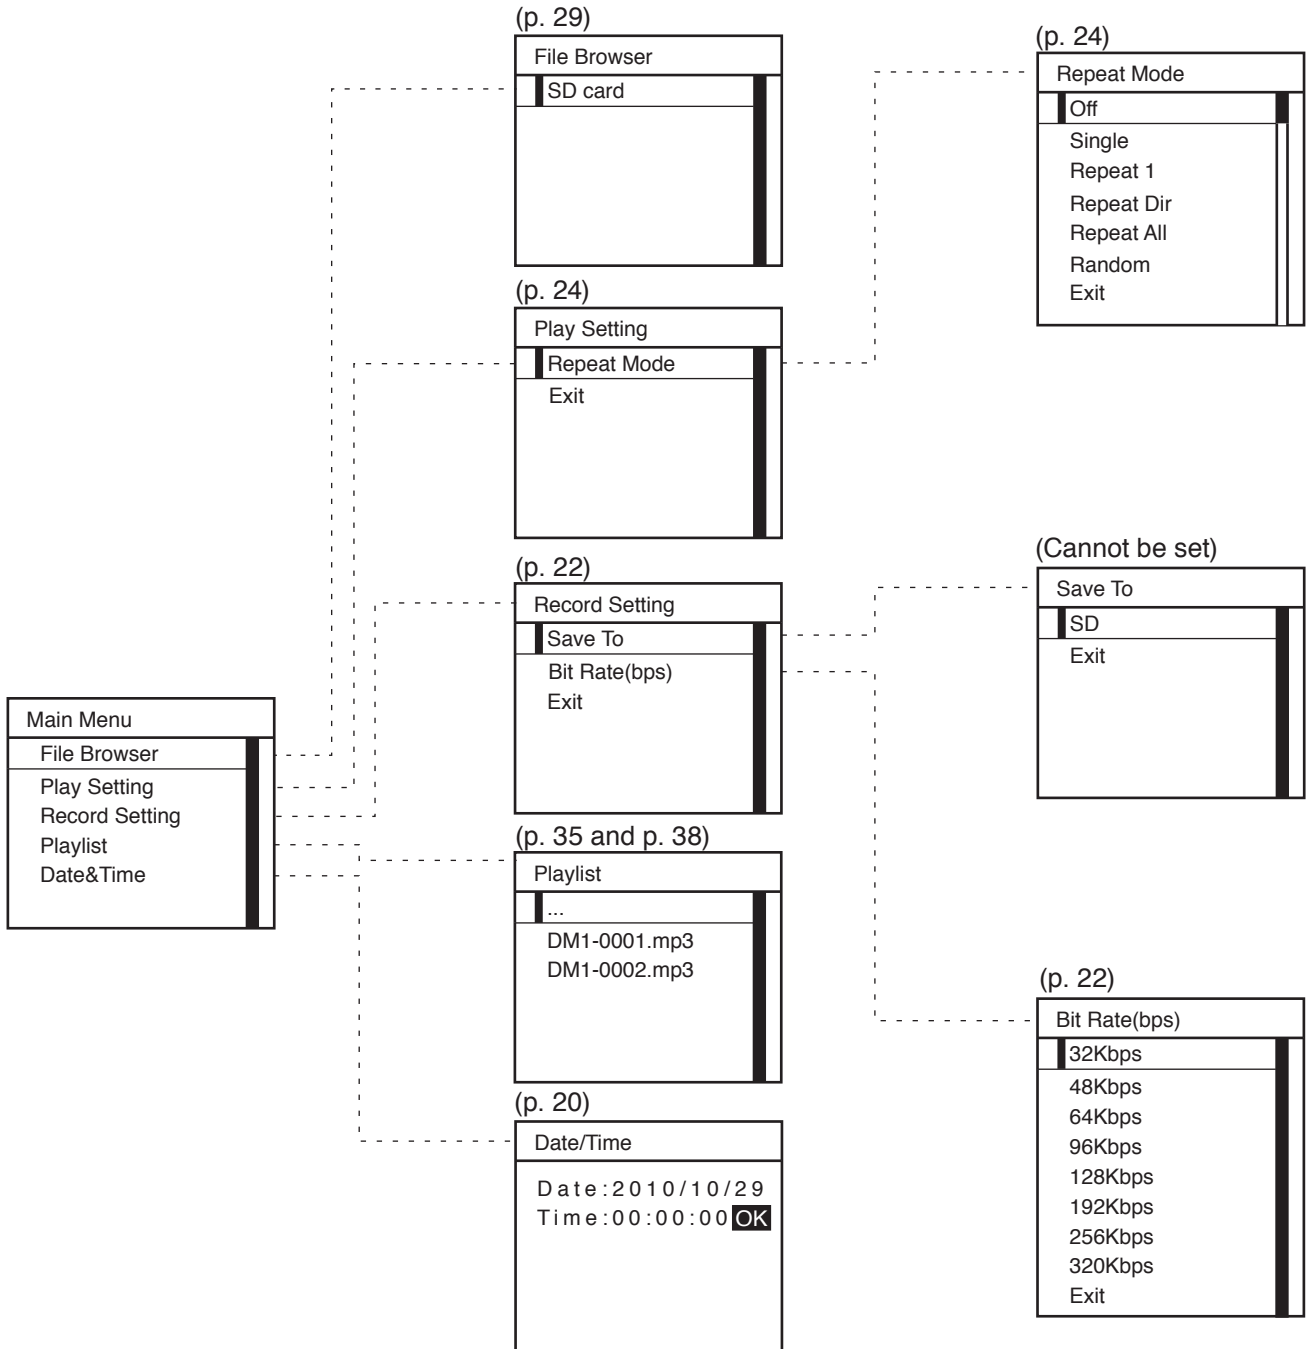 (p. 29)
File Browser
SD card
(p. 24)
Repeat Mode
Off
Single
Repeat 1
Repeat Dir
Repeat All
Random
Exit
(p. 24)
Play Setting
Repeat Mode
Exit
(p. 22)
Record Setting
Save To
Bit Rate(bps)
Exit
(Cannot be set)
Save To
SD
Exit
Main Menu
File Browser
Play Setting
Record Setting
Playlist
Date&Time
(p. 35 and p. 38)
Playlist
...
DM1-0001.mp3
DM1-0002.mp3
(p. 22)
Bit Rate(bps)
32Kbps
48Kbps
64Kbps
96Kbps
128Kbps
192Kbps
256Kbps
320Kbps
Exit
(p. 20)
Date/Time
Date:2010/10/29
Time:00:00:00 OK